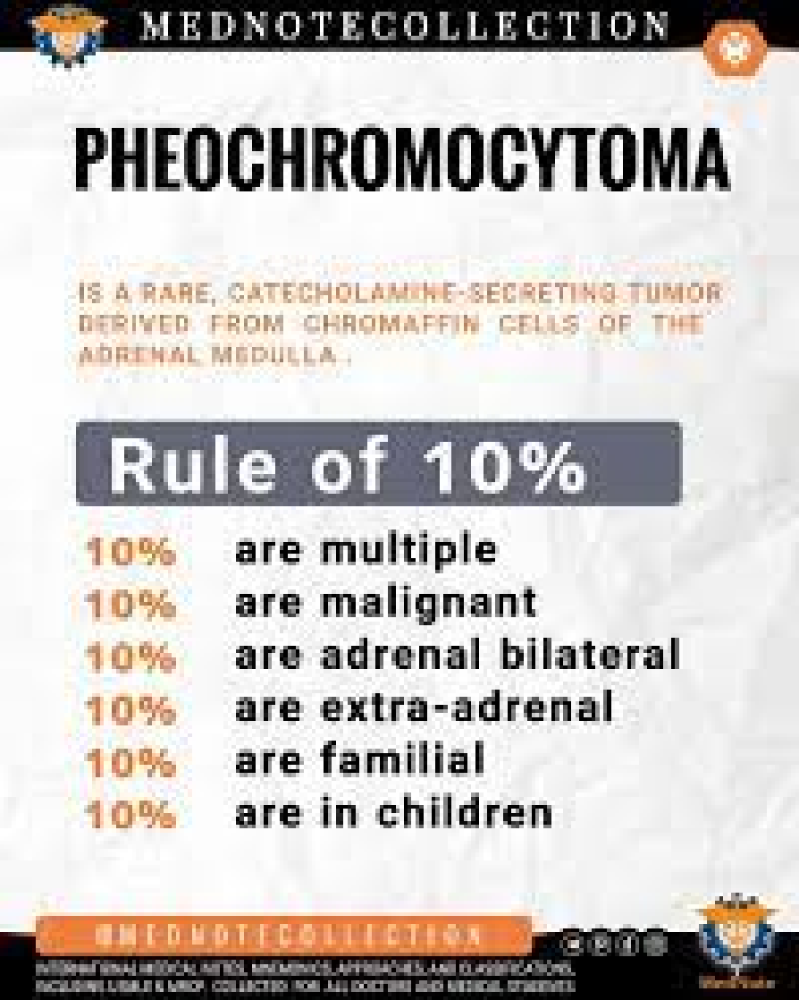 MEDNOTECOLLECTION
PHEOCHROMOCYTOMA
IS A RARE, CATECHOLAMINE-SECRETING TUMOR
DERIVED FROM CHROMAFFIN CELLS OF THE
ADRENAL MEDULLA .
Rule of 10%
10% are multiple
10% are malignant
10% are adrenal bilateral
10% are extra-adrenal
10% are familial
10% are in children
@MEDNOTECOLLECTION
INTERNATIONAL MEDICAL NOTES, MNEMONICS, APPROACHES, AND CLASSIFICATIONS,
INCLUDING USMLE & MRCP COLLECTED FOR ALL DOCTORS AND MEDICAL STUDENTS
MedNote